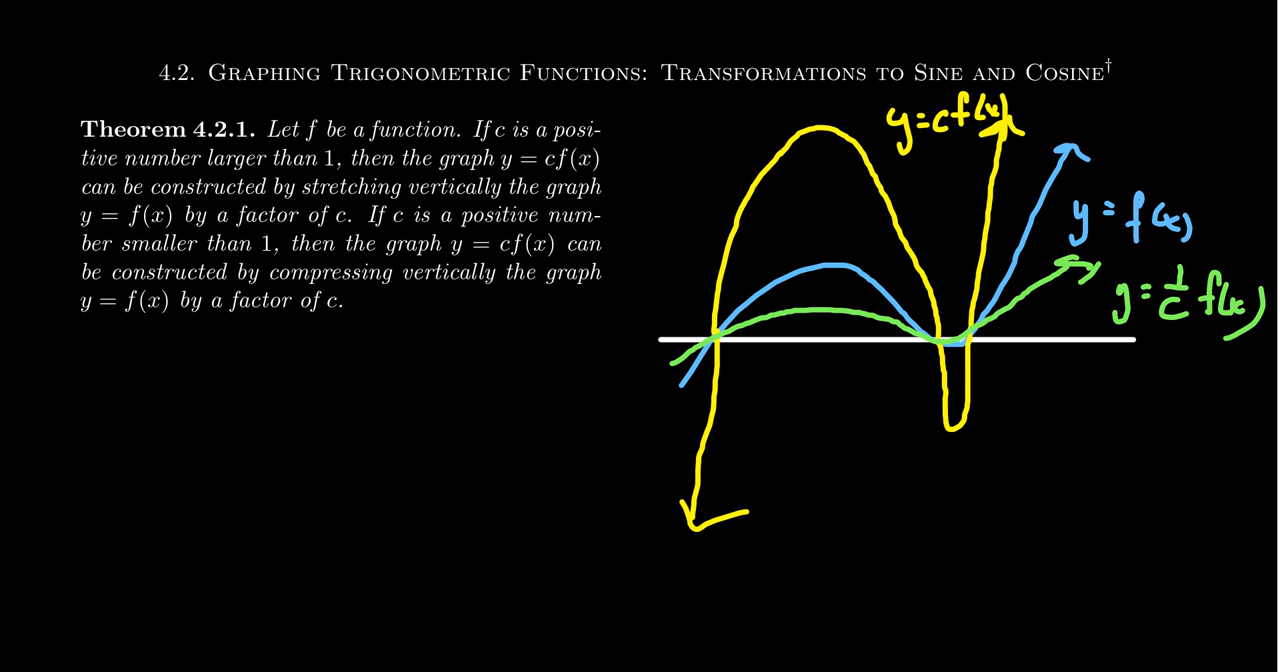 4.2. Graphing Trigonometric Functions: Transformations to Sine and Cosine†
Theorem 4.2.1. Let f be a function. If c is a posi-
tive number larger than 1, then the graph y = cf(x)
can be constructed by stretching vertically the graph
y = f(x) by a factor of c. If c is a positive num-
ber smaller than 1, then the graph y = cf(x) can
be constructed by compressing vertically the graph
y = f(x) by a factor of c.
y=cf(x)
y=f(x)
y=1/c f(x)